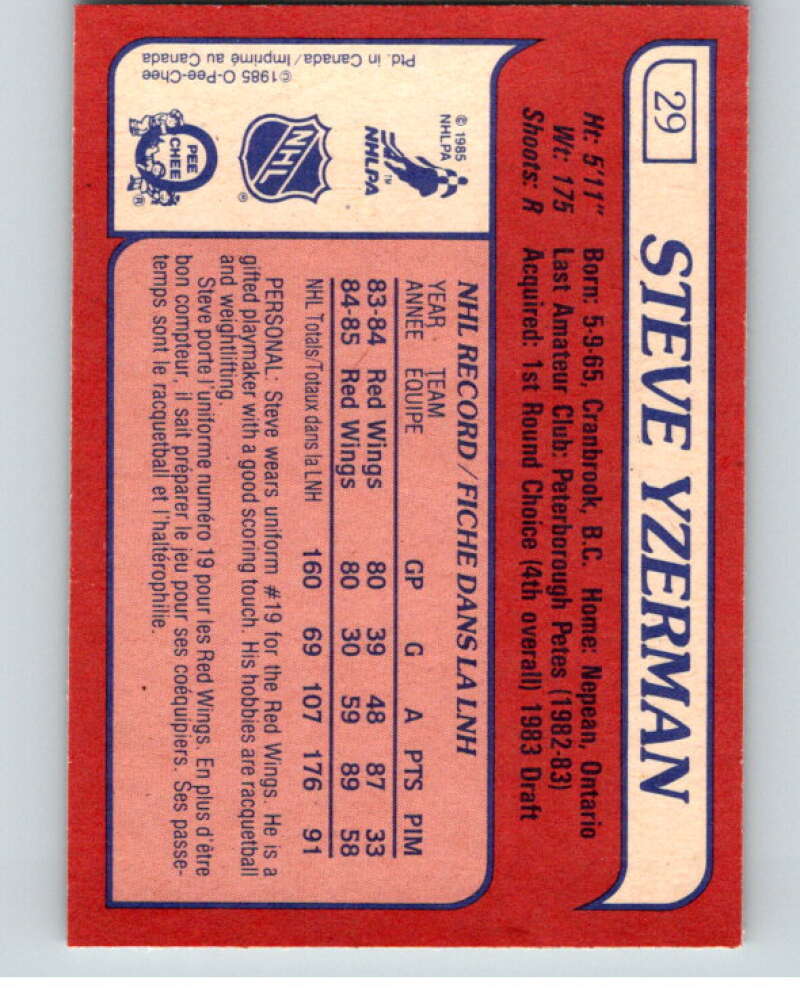 29
STEVE YZERMAN
Ht: 5'11" Born: 5-9-65, Cranbrook, B.C. Home: Nepean, Ontario
Wt: 175 Last Amateur Club: Peterborough Petes (1982-83)
Shoots: R Acquired: 1st Round Choice (4th overall) 1983 Draft
© 1985
NHLPA
NHLPA
TM
NHL
®
O
PEE
CHEE
®
©1985 O-Pee-Chee
Ptd. in Canada/Imprimé au Canada
NHL RECORD/FICHE DANS LA LNH
YEAR TEAM
ANNÉE ÉQUIPE GP G A PTS PIM
83-84 Red Wings 80 39 48 87 33
84-85 Red Wings 80 30 59 89 58
NHL Totals/Totaux dans la LNH 160 69 107 176 91
PERSONAL: Steve wears uniform #19 for the Red Wings. He is a
gifted playmaker with a good scoring touch. His hobbies are racquetball
and weightlifting.
Steve porte l'uniforme numéro 19 pour les Red Wings. En plus d'être
bon compteur, il sait préparer le jeu pour ses coéquipiers. Ses passe-
temps sont le racquetball et l'haltérophilie.